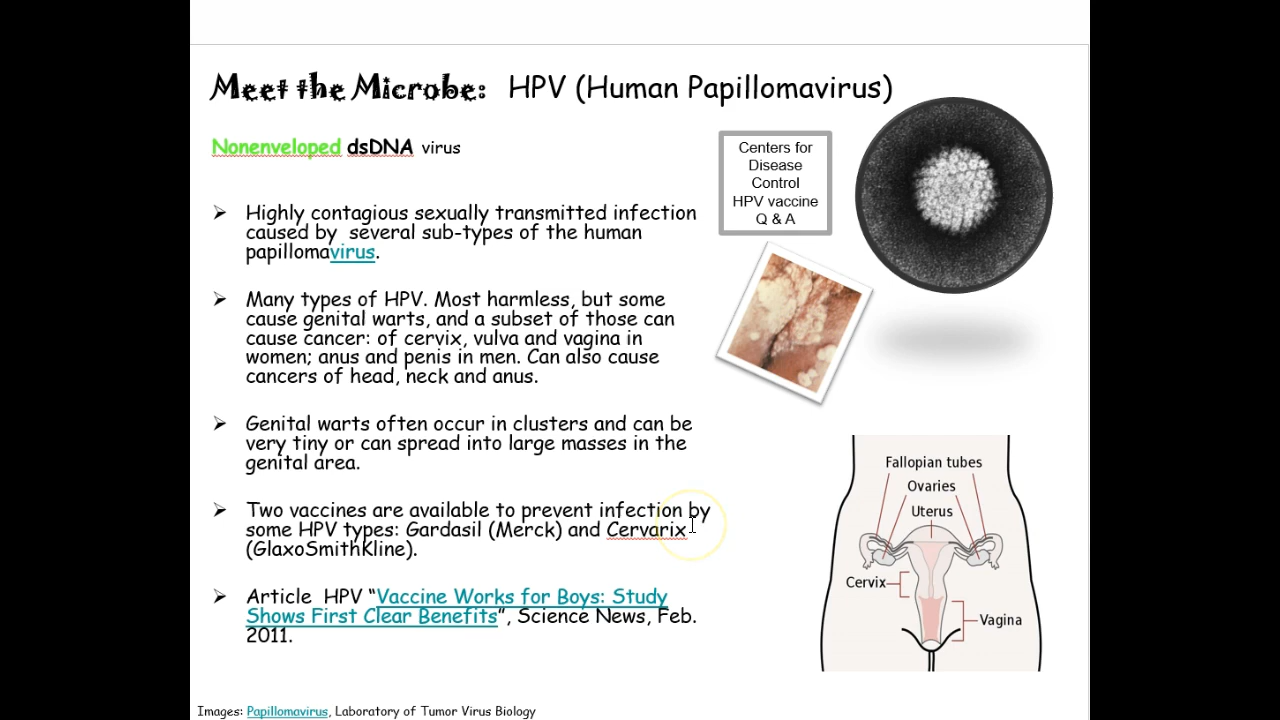 Meet the Microbe: HPV (Human Papillomavirus)
Nonenveloped dsDNA virus
Centers for
Disease
Control
HPV vaccine
Q & A
➢ Highly contagious sexually transmitted infection
caused by several sub-types of the human
papillomavirus.
➢ Many types of HPV. Most harmless, but some
cause genital warts, and a subset of those can
cause cancer: of cervix, vulva and vagina in
women; anus and penis in men. Can also cause
cancers of head, neck and anus.
➢ Genital warts often occur in clusters and can be
very tiny or can spread into large masses in the
genital area.
➢ Two vaccines are available to prevent infection by
some HPV types: Gardasil (Merck) and Cervarix
(GlaxoSmithKline).
➢ Article HPV “Vaccine Works for Boys: Study
Shows First Clear Benefits”, Science News, Feb.
2011.
Fallopian tubes
Ovaries
Uterus
Cervix
Vagina
Images: Papillomavirus, Laboratory of Tumor Virus Biology